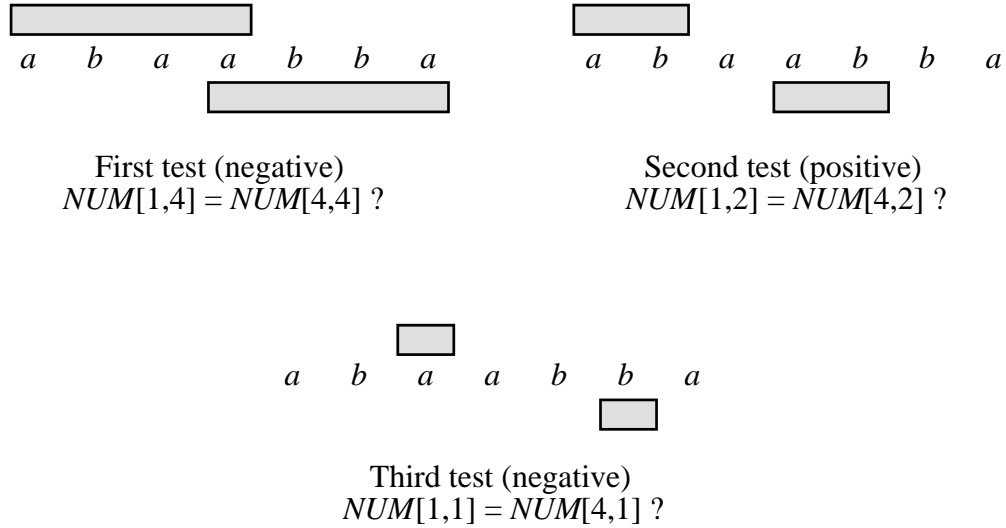 a b a a b b a
First test (negative)
NUM[1,4] = NUM[4,4] ?
a b a a b b a
Second test (positive)
NUM[1,2] = NUM[4,2] ?
a b a a b b a
Third test (negative)
NUM[1,1] = NUM[4,1] ?